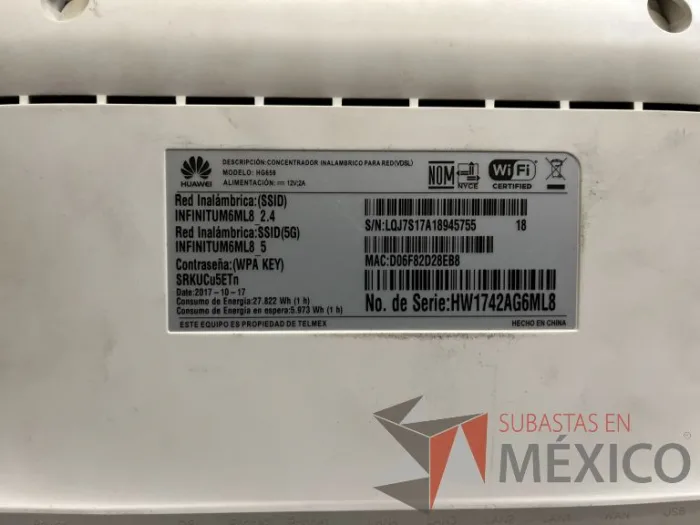 HUAWEI
DESCRIPCIÓN:CONCENTRADOR INALAMBRICO PARA RED(VDSL)
MODELO: HG658
ALIMENTACIÓN: 12V,2A
NOM NYCE
Wi Fi CERTIFIED
Red Inalámbrica:(SSID)
INFINITUM6ML8_2.4
Red Inalámbrica:SSID(5G)
INFINITUM6ML8_5
Contraseña:(WPA KEY)
SRKUCu5ETn
Date:2017-10-17
Consumo de Energía:27.822 Wh (1 h)
Consumo de Energía en espera:5.973 Wh (1 h)
S/N:LQJ7S17A18945755 18
MAC:D06F82D28EB8
No. de Serie:HW1742AG6ML8
ESTE EQUIPO ES PROPIEDAD DE TELMEX
HECHO EN CHINA
SUBASTAS EN
MÉXICO